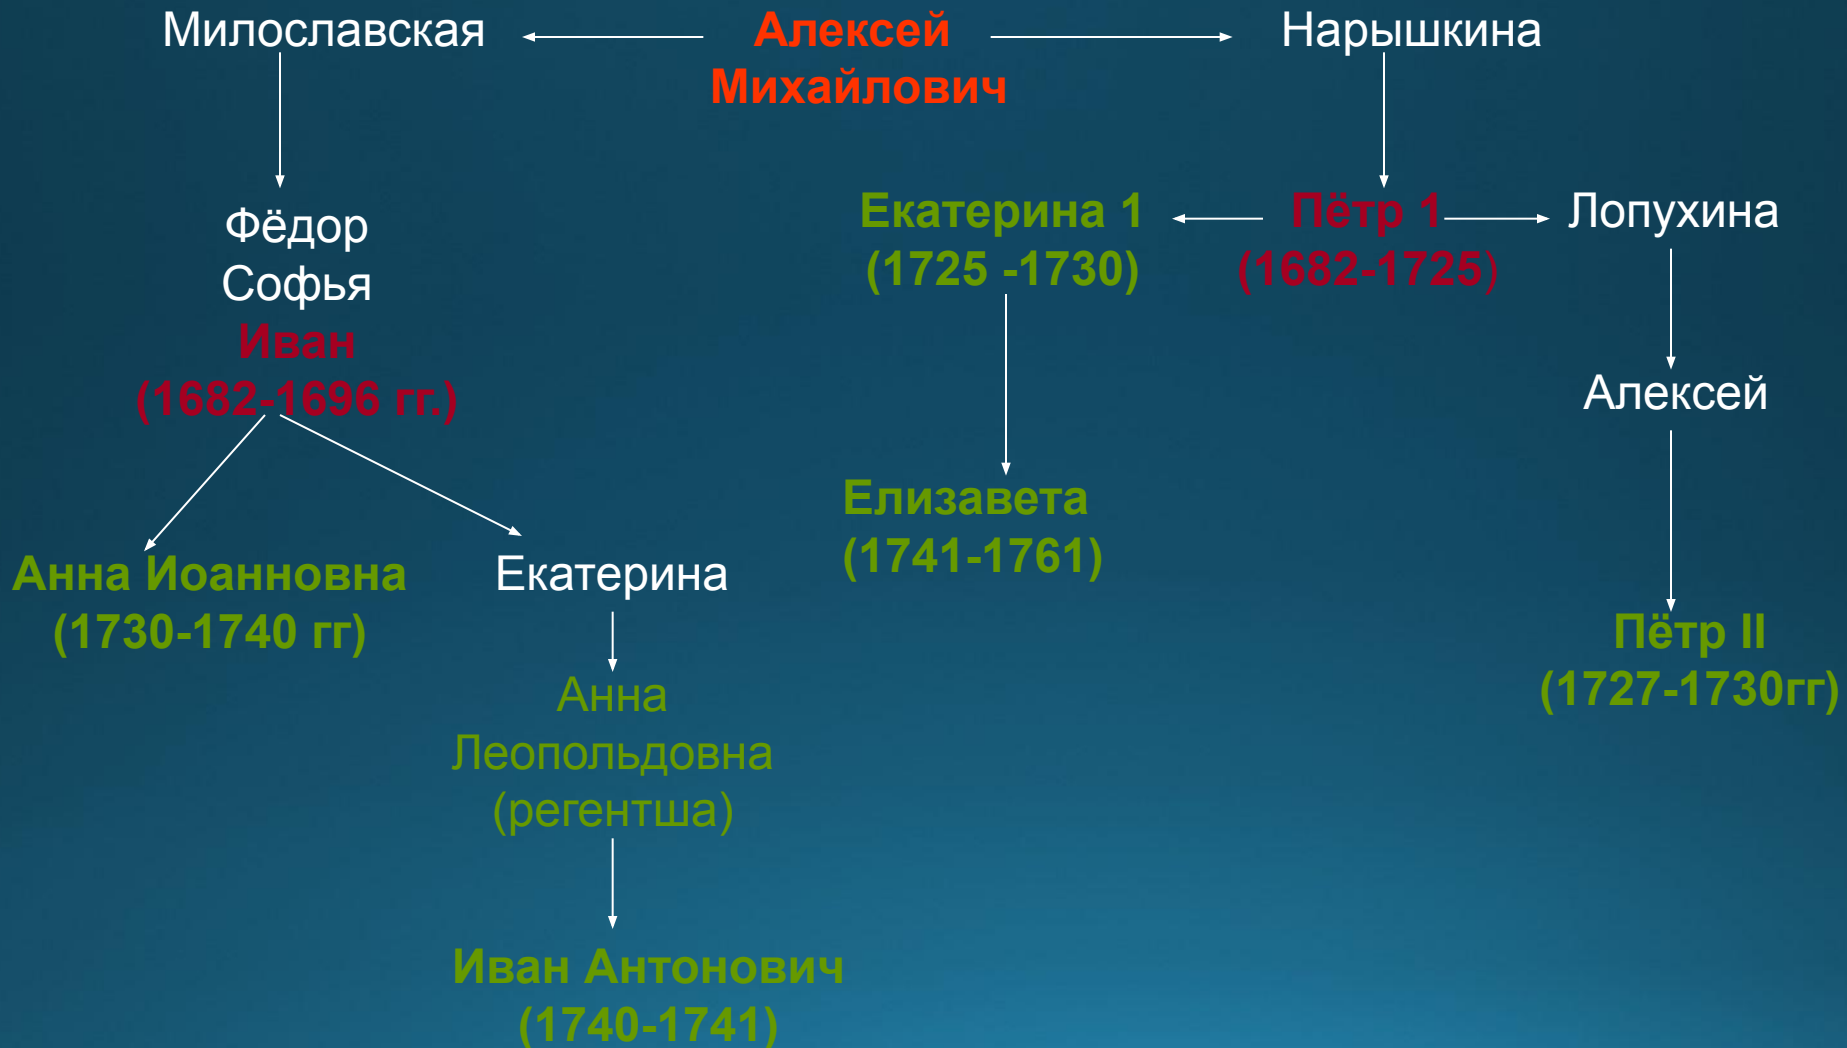 Милославская
Алексей
Михайлович
Нарышкина
Фёдор
Софья
Иван
(1682-1696 гг.)
Екатерина 1
(1725 -1730)
Пётр 1
(1682-1725)
Лопухина
Алексей
Елизавета
(1741-1761)
Анна Иоанновна
(1730-1740 гг)
Екатерина
Пётр II
(1727-1730гг)
Анна
Леопольдовна
(регентша)
Иван Антонович
(1740-1741)